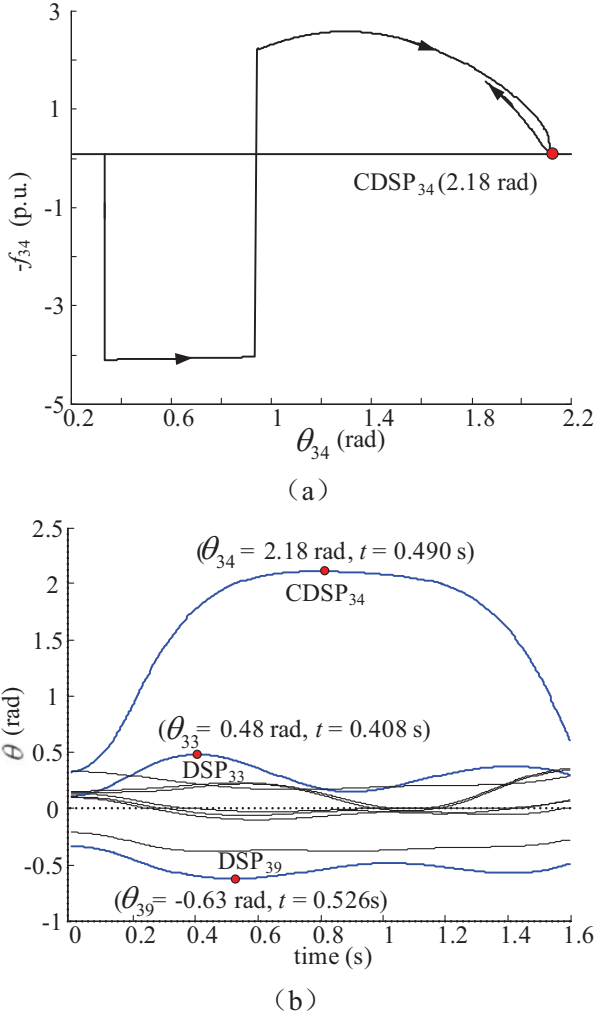 3
1
-1
-3
-5
-f34 (p.u.)
CDSP34 (2.18 rad)
0.2 0.6 1 1.4 1.8 2.2
θ34 (rad)
（a）
2.5
2
1.5
1
0.5
0
-0.5
-1
θ (rad)
(θ34 = 2.18 rad, t = 0.490 s)
CDSP34
(θ33 = 0.48 rad, t = 0.408 s)
DSP33
DSP39
(θ39 = -0.63 rad, t = 0.526s)
0 0.4 0.6 0.8 1 1.2 1.4 1.6
time (s)
（b）